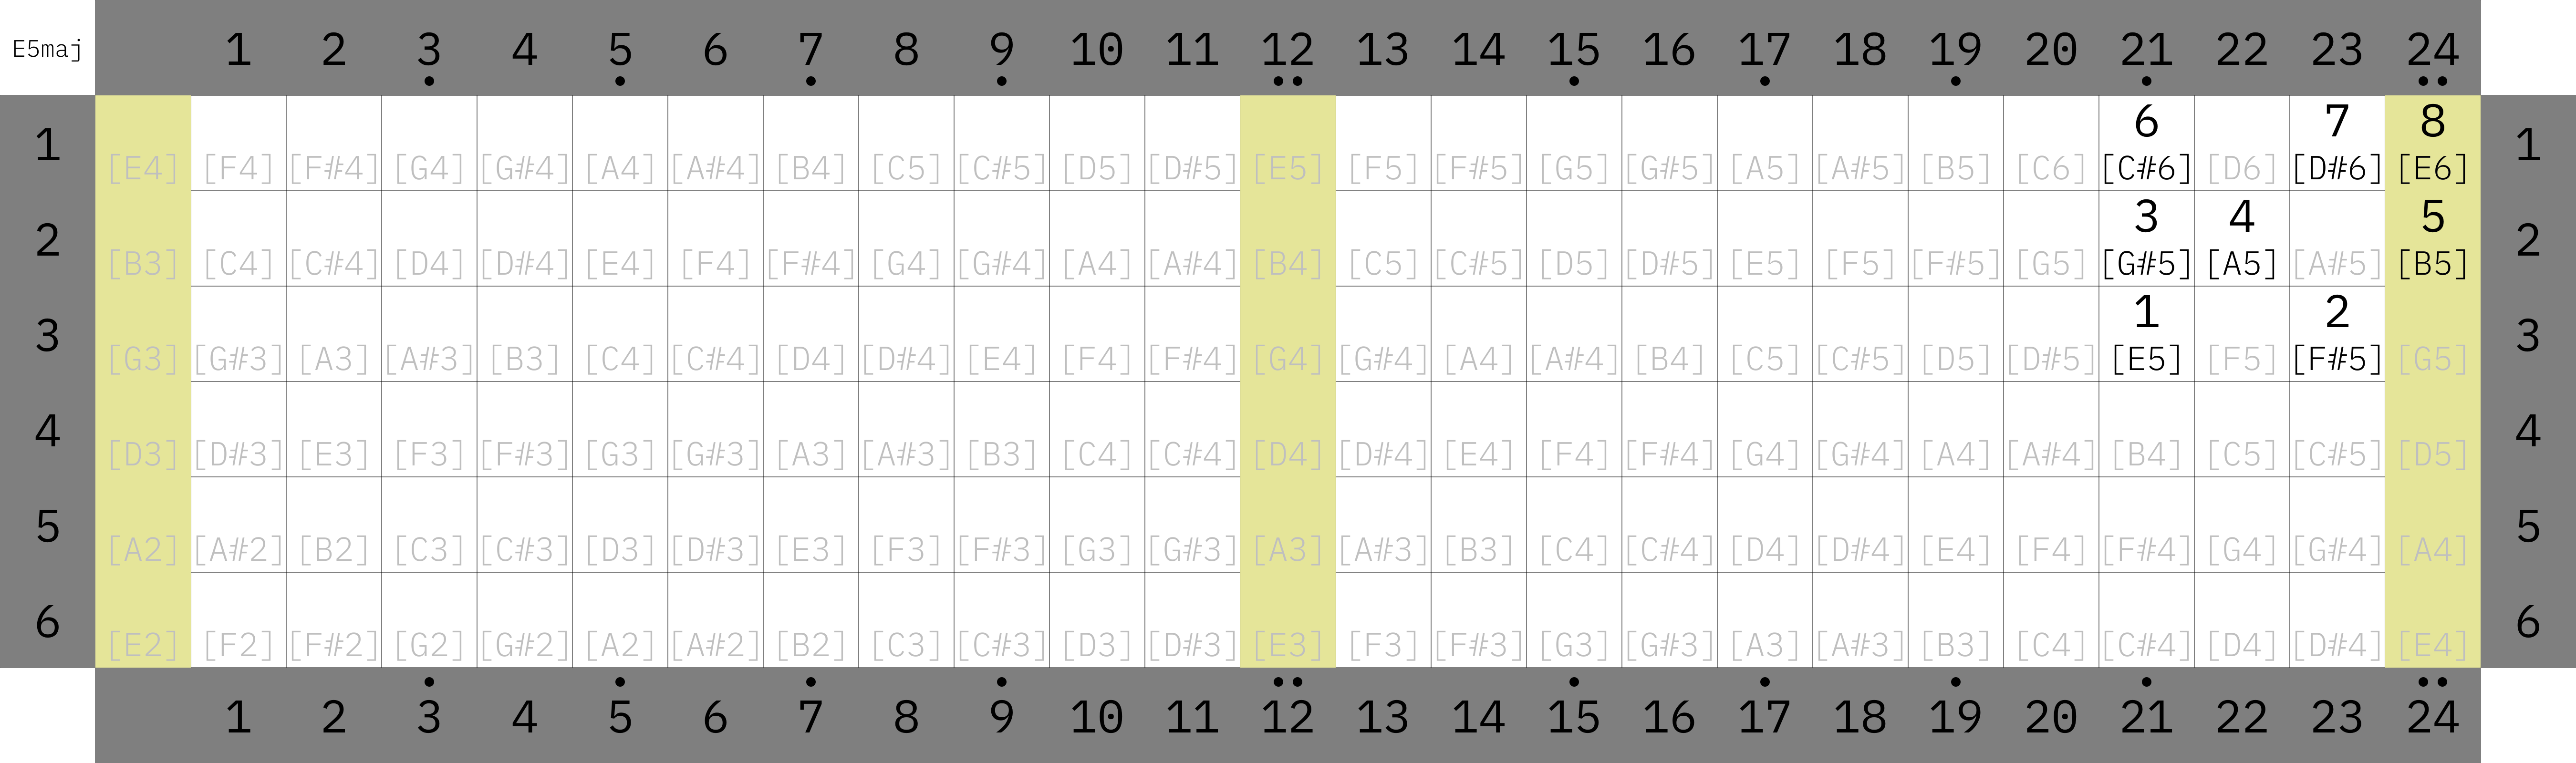 E5maj 1 2 3 4 5 6 7 8 9 10 11 12 13 14 15 16 17 18 19 20 21 22 23 24
6 7 8
1 [E4] [F4] [F#4] [G4] [G#4] [A4] [A#4] [B4] [C5] [C#5] [D5] [D#5] [E5] [F5] [F#5] [G5] [G#5] [A5] [A#5] [B5] [C6] [C#6] [D6] [D#6] [E6] 1
3 4 5
2 [B3] [C4] [C#4] [D4] [D#4] [E4] [F4] [F#4] [G4] [G#4] [A4] [A#4] [B4] [C5] [C#5] [D5] [D#5] [E5] [F5] [F#5] [G5] [G#5] [A5] [A#5] [B5] 2
1 2
3 [G3] [G#3] [A3] [A#3] [B3] [C4] [C#4] [D4] [D#4] [E4] [F4] [F#4] [G4] [G#4] [A4] [A#4] [B4] [C5] [C#5] [D5] [D#5] [E5] [F5] [F#5] [G5] 3
4 [D3] [D#3] [E3] [F3] [F#3] [G3] [G#3] [A3] [A#3] [B3] [C4] [C#4] [D4] [D#4] [E4] [F4] [F#4] [G4] [G#4] [A4] [A#4] [B4] [C5] [C#5] [D5] 4
5 [A2] [A#2] [B2] [C3] [C#3] [D3] [D#3] [E3] [F3] [F#3] [G3] [G#3] [A3] [A#3] [B3] [C4] [C#4] [D4] [D#4] [E4] [F4] [F#4] [G4] [G#4] [A4] 5
6 [E2] [F2] [F#2] [G2] [G#2] [A2] [A#2] [B2] [C3] [C#3] [D3] [D#3] [E3] [F3] [F#3] [G3] [G#3] [A3] [A#3] [B3] [C4] [C#4] [D4] [D#4] [E4] 6
1 2 3 4 5 6 7 8 9 10 11 12 13 14 15 16 17 18 19 20 21 22 23 24